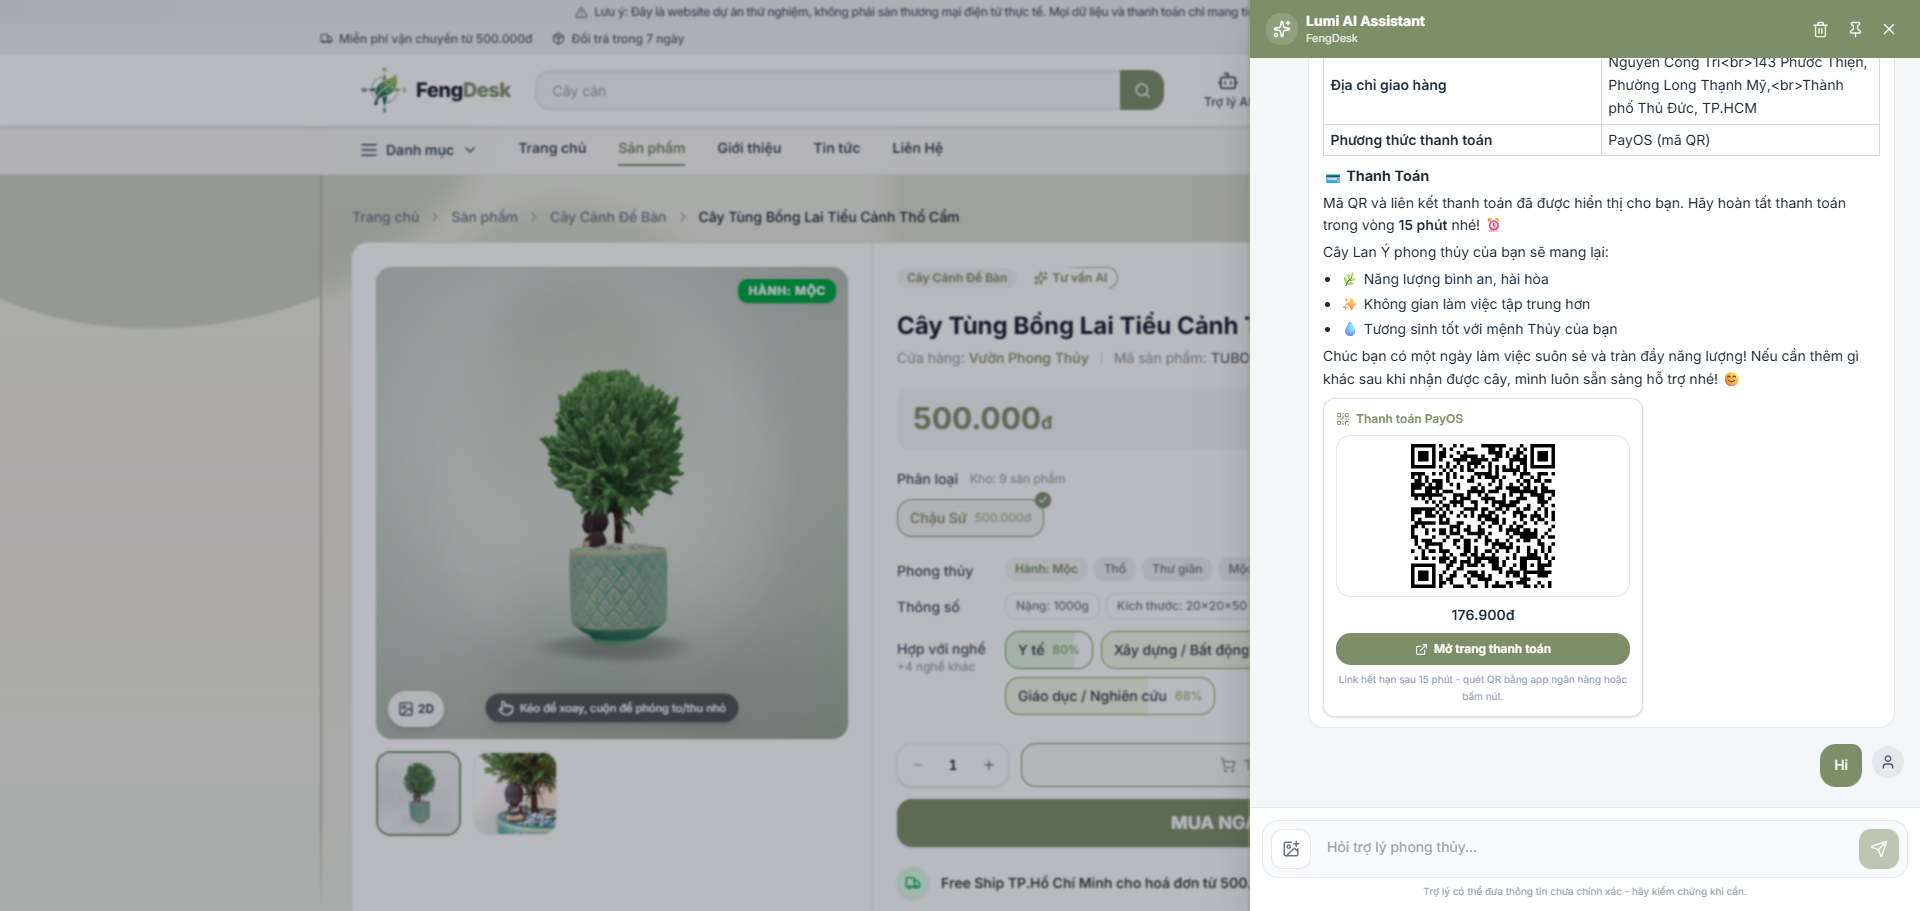 Lưu ý: Đây là website dự án thử nghiệm, không phải sàn thương mại điện tử thực tế. Mọi dữ liệu và thanh toán chỉ mang
Miễn phí vận chuyển từ 500.000đ
Đổi trả trong 7 ngày
FengDesk
Cây cản
Trợ lý
Danh mục
Trang chủ
Sản phẩm
Giới thiệu
Tin tức
Liên Hệ
Trang chủ > Sản phẩm > Cây Cảnh Để Bàn > Cây Tùng Bồng Lai Tiểu Cảnh Thổ Cẩm
HÀNH: MỘC
2D
Kéo để xoay, cuộn để phóng to/thu nhỏ
Cây Cảnh Để Bàn
Tư vấn AI
Cây Tùng Bồng Lai Tiểu Cảnh
Cửa hàng: Vườn Phong Thủy | Mã sản phẩm: TUBO
500.000đ
Phân loại Kho: 9 sản phẩm
Chậu Sứ 500.000đ
Phong thủy Hành: Mộc Thổ Thư giãn
Thông số Nặng: 1000g Kích thước: 20×20×50
Hợp với nghề Y tế 80% Xây dựng / Bất động
+4 nghề khác
Giáo dục / Nghiên cứu 68%
− 1 +
MUA
Free Ship TP.Hồ Chí Minh cho hoá đơn từ 500.
Lumi AI Assistant
FengDesk
Địa chỉ giao hàng
Nguyễn Công Trí<br>143 Phước Thiện,
Phường Long Thạnh Mỹ,<br>Thành
phố Thủ Đức, TP.HCM
Phương thức thanh toán
PayOS (mã QR)
Thanh Toán
Mã QR và liên kết thanh toán đã được hiển thị cho bạn. Hãy hoàn tất thanh toán
trong vòng 15 phút nhé! ⏰
Cây Lan Ý phong thủy của bạn sẽ mang lại:
• 🌿 Năng lượng bình an, hài hòa
• ✨ Không gian làm việc tập trung hơn
• 💧 Tương sinh tốt với mệnh Thủy của bạn
Chúc bạn có một ngày làm việc suôn sẻ và tràn đầy năng lượng! Nếu cần thêm gì
khác sau khi nhận được cây, mình luôn sẵn sàng hỗ trợ nhé! 😊
Thanh toán PayOS
176.900đ
Mở trang thanh toán
Link hết hạn sau 15 phút - quét QR bằng app ngân hàng hoặc
bấm nút.
Hi
Hỏi trợ lý phong thủy...
Trợ lý có thể đưa thông tin chưa chính xác - hãy kiểm chứng khi cần.